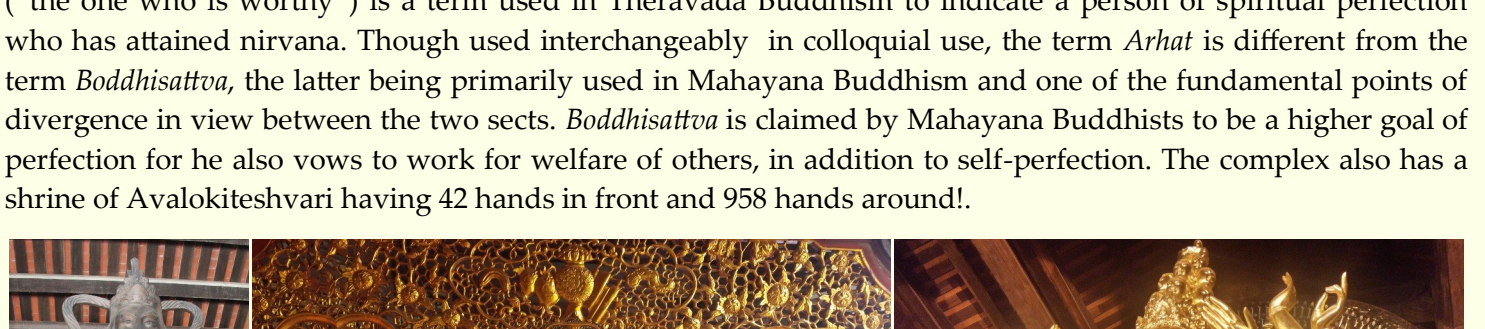 ("the one who is worthy") is a term used in Theravada Buddhism to indicate a person of spiritual perfection
who has attained nirvana. Though used interchangeably  in colloquial use, the term Arhat is different from the
term Boddhisattva, the latter being primarily used in Mahayana Buddhism and one of the fundamental points of
divergence in view between the two sects. Boddhisattva is claimed by Mahayana Buddhists to be a higher goal of
perfection for he also vows to work for welfare of others, in addition to self-perfection. The complex also has a
shrine of Avalokiteshvari having 42 hands in front and 958 hands around!.